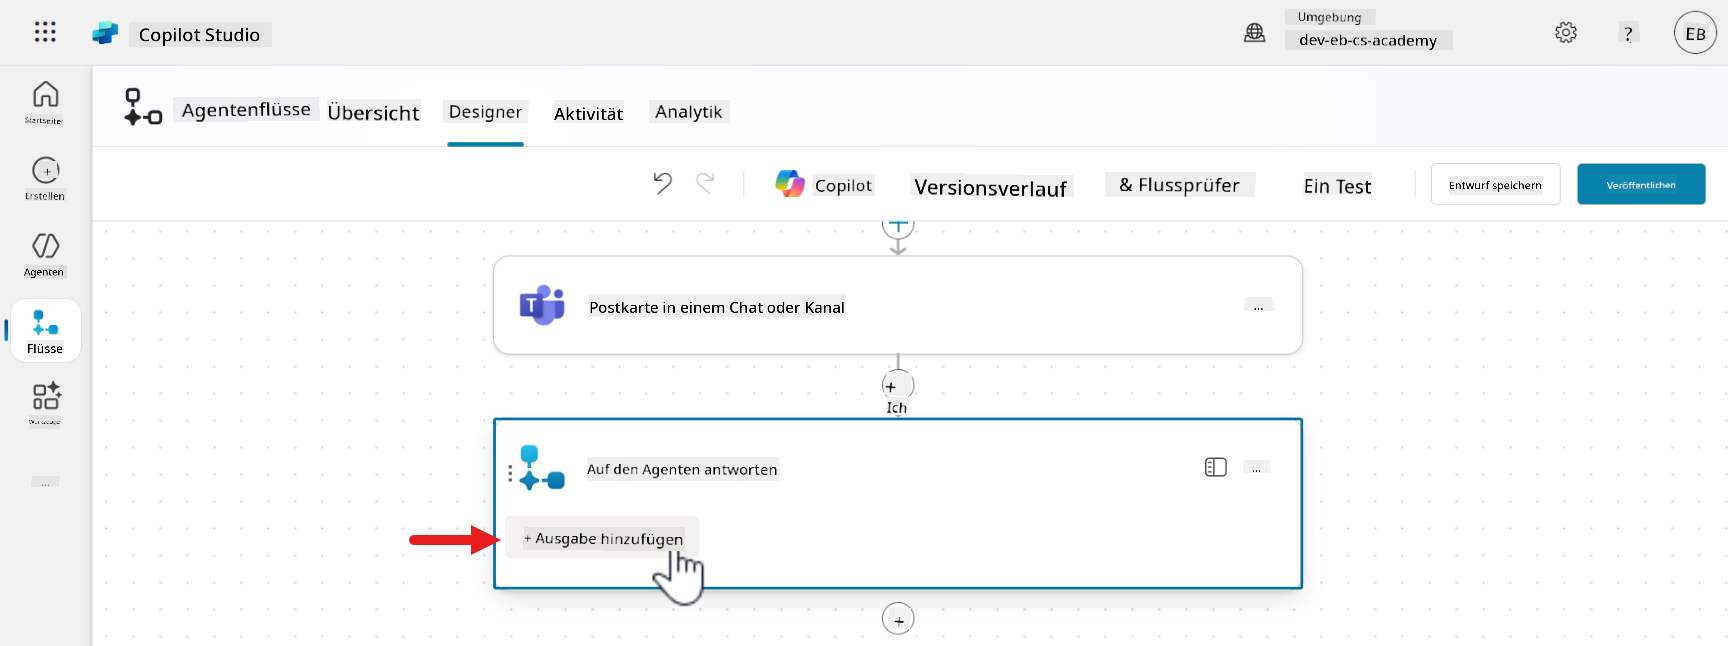 Copilot Studio
Umgebung
dev-eb-cs-academy
?
EB
Startseite
Erstellen
Agenten
Flüsse
Werkzeuge
...
Agentenflüsse
Übersicht
Designer
Aktivität
Analytik
Copilot
Versionsverlauf
& Flussprüfer
Ein Test
Entwurf speichern
Veröffentlichen
T
Postkarte in einem Chat oder Kanal
...
+
Ich
Auf den Agenten antworten
...
+ Ausgabe hinzufügen
+